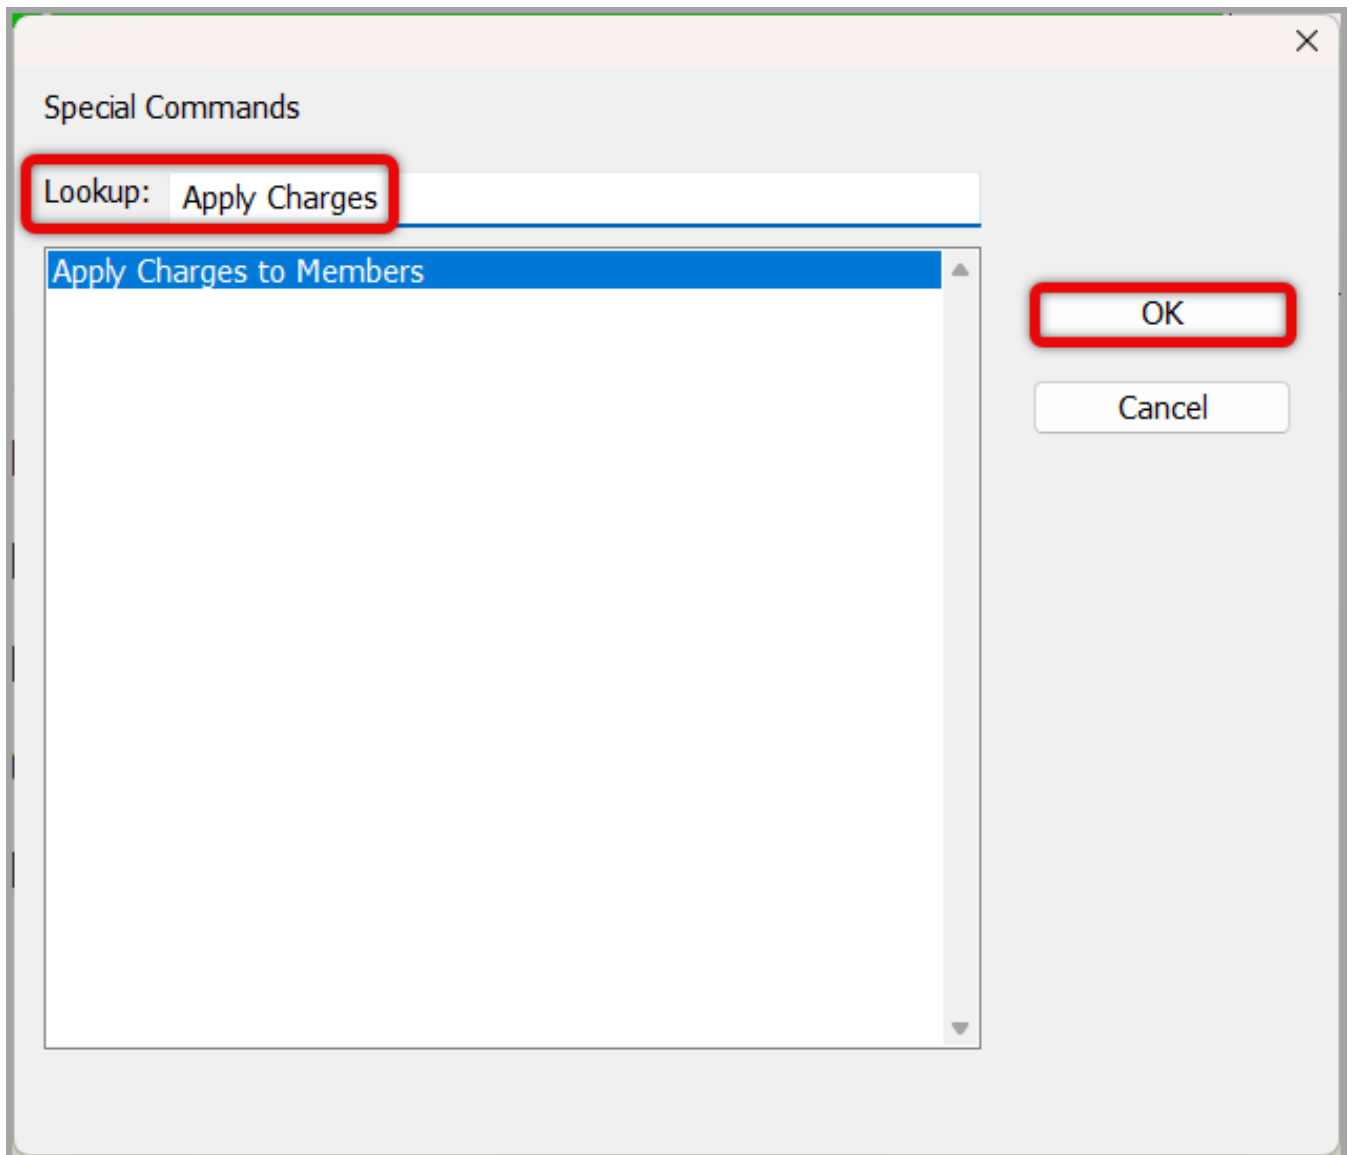 Special Commands
Lookup: Apply Charges
Apply Charges to Members
OK
Cancel